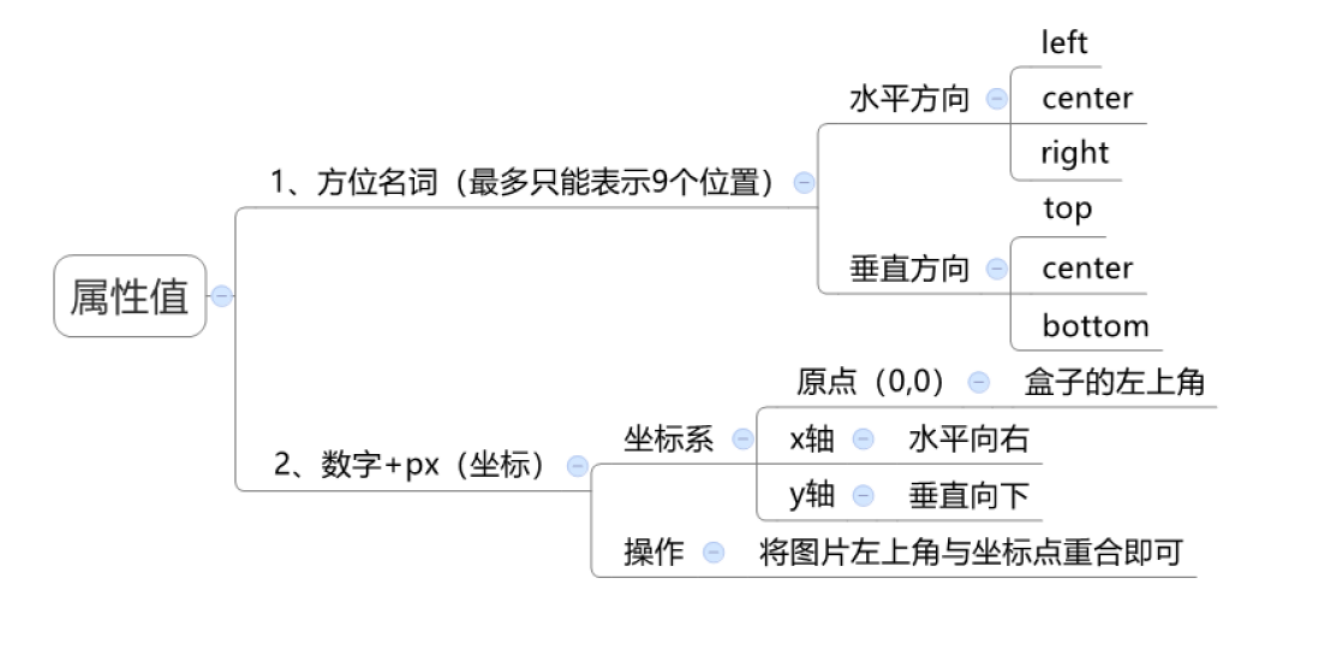 属性值
1、方位名词（最多只能表示9个位置）
水平方向
left
center
right
垂直方向
top
center
bottom
2、数字+px（坐标）
坐标系
原点（0,0） 盒子的左上角
x轴 水平向右
y轴 垂直向下
操作 将图片左上角与坐标点重合即可